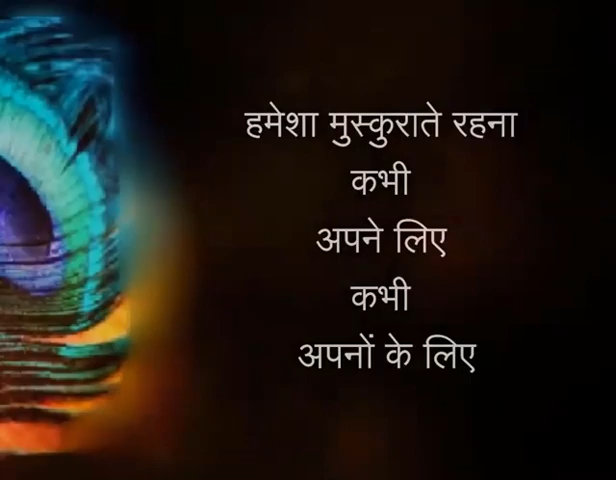 हमेशा मुस्कुराते रहना
कभी
अपने लिए
कभी
अपनों के लिए